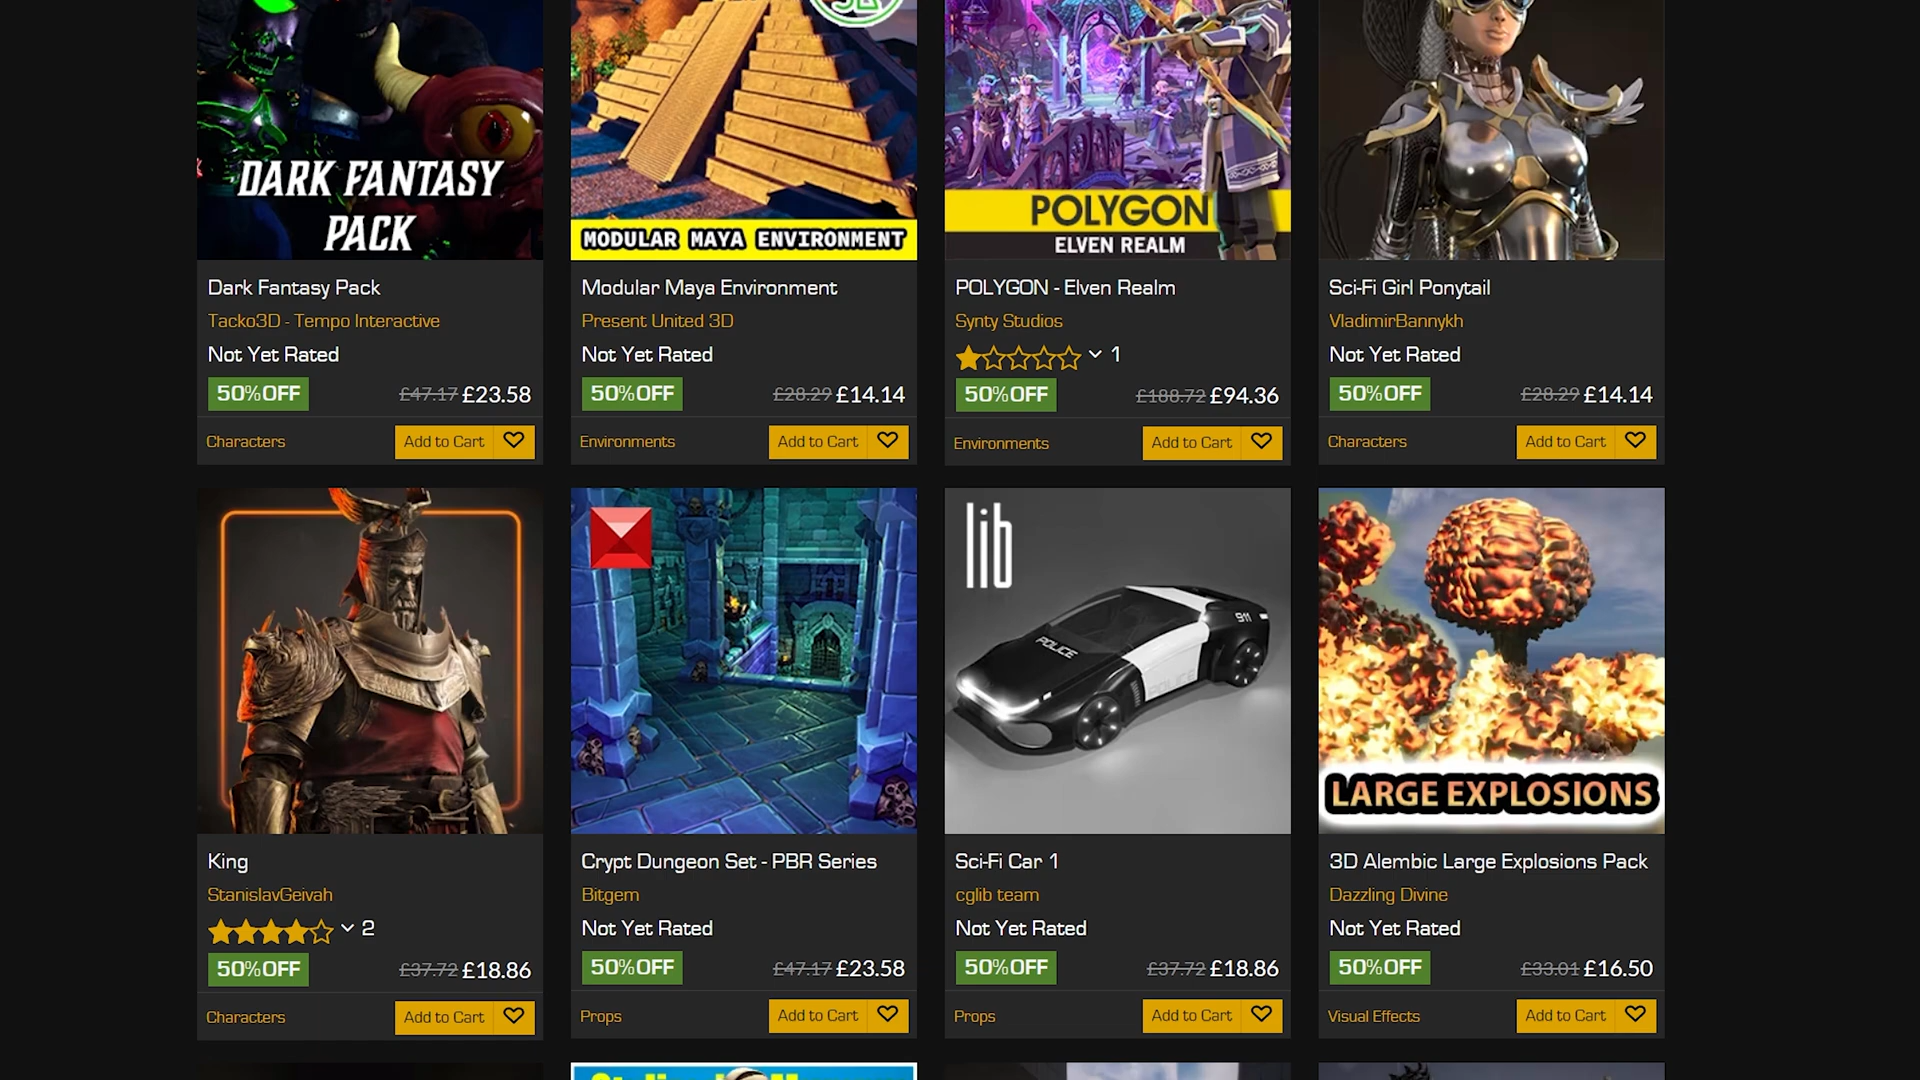 DARK FANTASY
PACK
MODULAR MAYA ENVIRONMENT
POLYGON
ELVEN REALM
Dark Fantasy Pack
Tacko3D - Tempo Interactive
Not Yet Rated
50%OFF £47.17 £23.58
Characters Add to Cart
Modular Maya Environment
Present United 3D
Not Yet Rated
50%OFF £28.29 £14.14
Environments Add to Cart
POLYGON - Elven Realm
Synty Studios
1
50%OFF £188.72 £94.36
Environments Add to Cart
Sci-Fi Girl Ponytail
VladimirBannykh
Not Yet Rated
50%OFF £28.29 £14.14
Characters Add to Cart
King
StanislavGeivah
2
50%OFF £37.72 £18.86
Characters Add to Cart
Crypt Dungeon Set - PBR Series
Bitgem
Not Yet Rated
50%OFF £47.17 £23.58
Props Add to Cart
lib
911
POLICE
POLICE
Sci-Fi Car 1
cglib team
Not Yet Rated
50%OFF £37.72 £18.86
Props Add to Cart
LARGE EXPLOSIONS
3D Alembic Large Explosions Pack
Dazzling Divine
Not Yet Rated
50%OFF £33.01 £16.50
Visual Effects Add to Cart